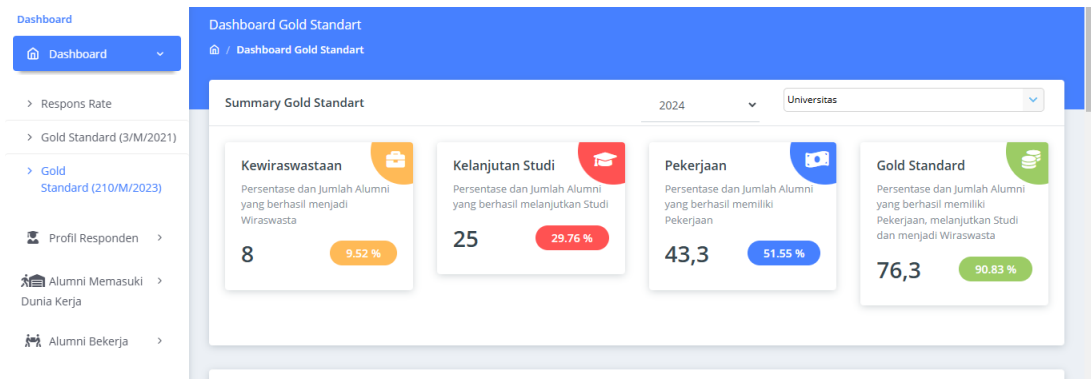 Dashboard
Dashboard
Respons Rate
Gold Standard (3/M/2021)
Gold
Standard (210/M/2023)
Profil Responden
Alumni Memasuki
Dunia Kerja
Alumni Bekerja
Dashboard Gold Standart
/ Dashboard Gold Standart
Summary Gold Standart
2024
Universitas
Kewiraswastaan
Persentase dan Jumlah Alumni
yang berhasil menjadi
Wiraswasta
8
9.52 %
Kelanjutan Studi
Persentase dan Jumlah Alumni
yang berhasil melanjutkan Studi
25
29.76 %
Pekerjaan
Persentase dan Jumlah Alumni
yang berhasil memiliki
Pekerjaan
43,3
51.55 %
Gold Standard
Persentase dan Jumlah Alumni
yang berhasil memiliki
Pekerjaan, melanjutkan Studi
dan menjadi Wiraswasta
76,3
90.83 %